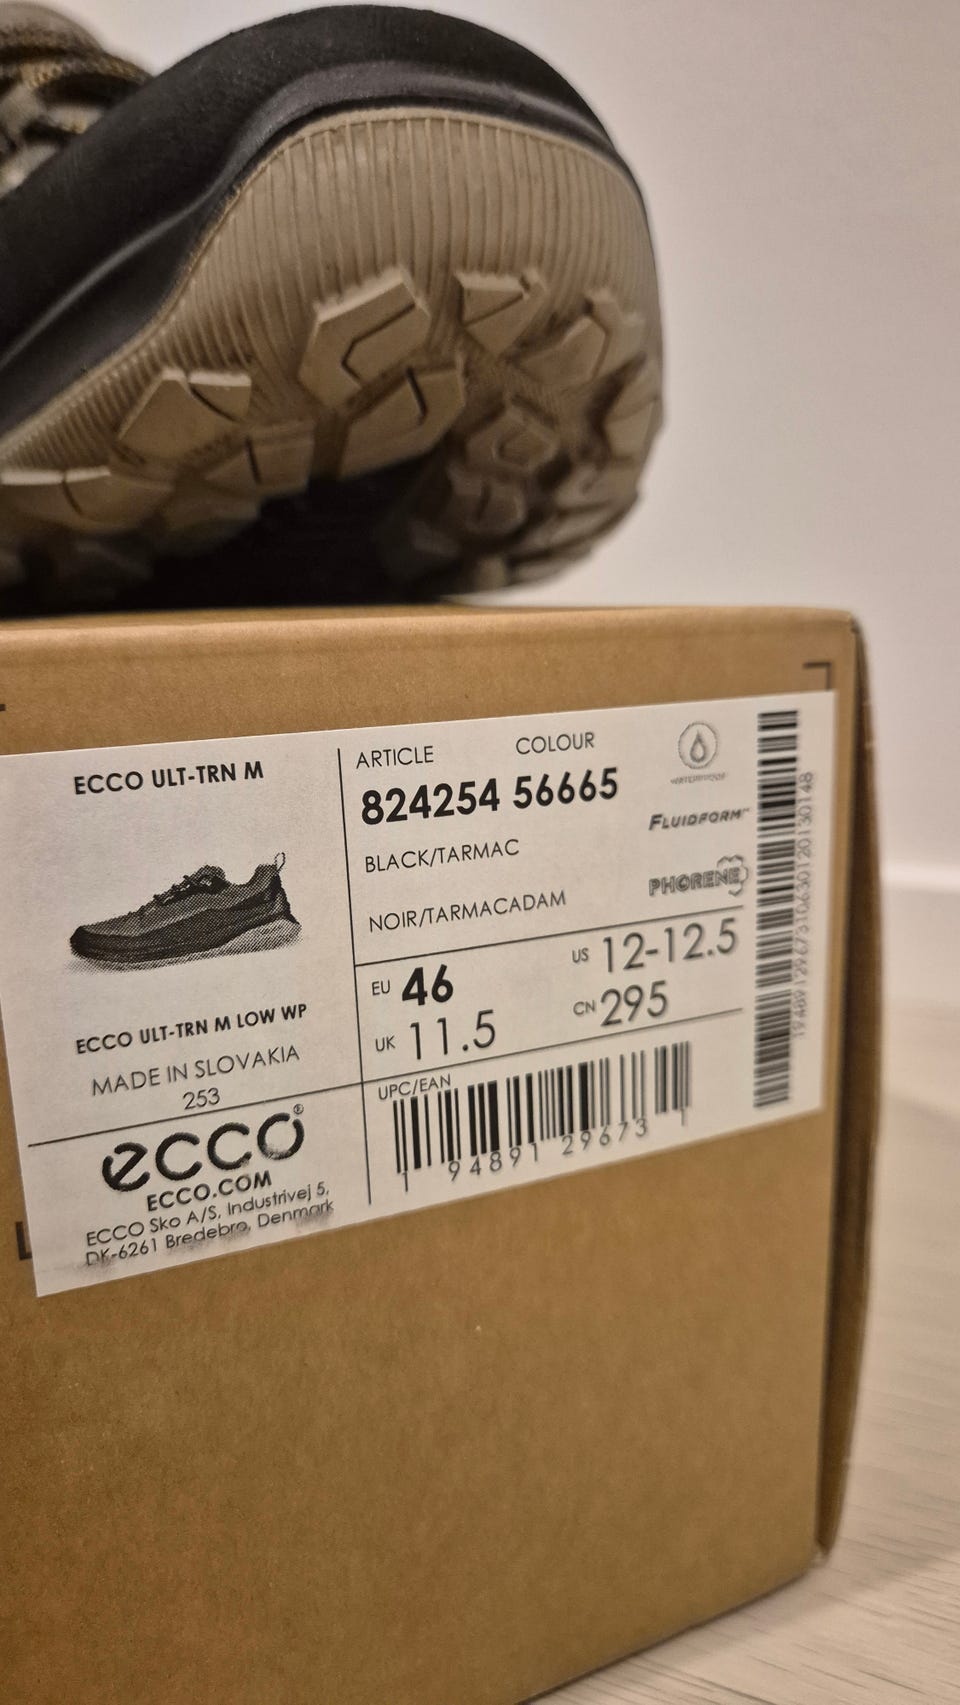 ECCO ULT-TRN M
ECCO ULT-TRN M LOW WP
MADE IN SLOVAKIA
253
ecco®
ECCO.COM
ECCO Sko A/S, Industrivej 5,
DK-6261 Bredebro, Denmark
ARTICLE COLOUR
824254 56665
BLACK/TARMAC
NOIR/TARMACADAM
WATERPROOF
FLUIDFORM™
PHORENE
EU 46
US 12-12.5
UK 11.5
CN 295
UPC/EAN
1 94891 29673 1